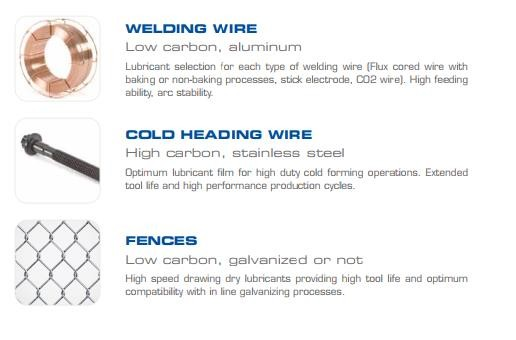 WELDING WIRE
Low carbon, aluminum
Lubricant selection for each type of welding wire (Flux cored wire with
baking or non-baking processes, stick electrode, CO2 wire). High feeding
ability, arc stability.
COLD HEADING WIRE
High carbon, stainless steel
Optimum lubricant film for high duty cold forming operations. Extended
tool life and high performance production cycles.
FENCES
Low carbon, galvanized or not
High speed drawing dry lubricants providing high tool life and optimum
compatibility with in line galvanizing processes.